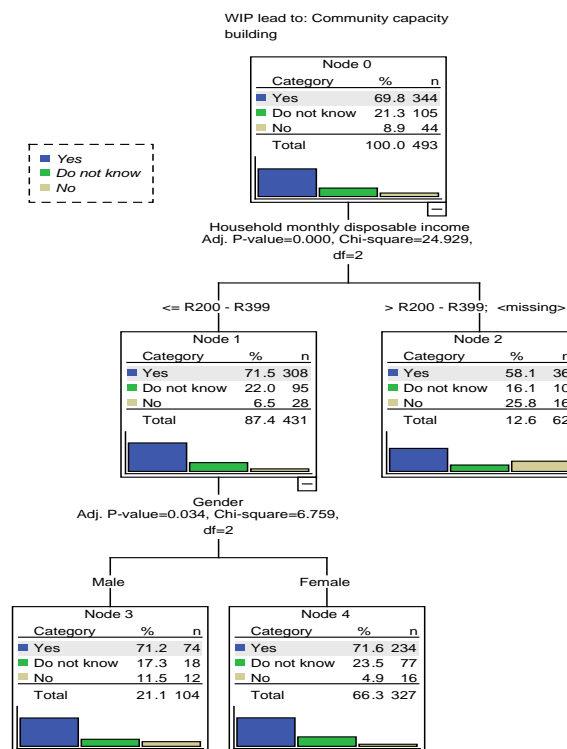 WIP lead to: Community capacity
building
Node 0
Category % n
Yes 69.8 344
Do not know 21.3 105
No 8.9 44
Total 100.0 493
Yes
Do not know
No
Household monthly disposable income
Adj. P-value=0.000, Chi-square=24.929,
df=2
<= R200 - R399
> R200 - R399; <missing>
Node 1
Category % n
Yes 71.5 308
Do not know 22.0 95
No 6.5 28
Total 87.4 431
Node 2
Category % n
Yes 58.1 36
Do not know 16.1 10
No 25.8 16
Total 12.6 62
Gender
Adj. P-value=0.034, Chi-square=6.759,
df=2
Male
Female
Node 3
Category % n
Yes 71.2 74
Do not know 17.3 18
No 11.5 12
Total 21.1 104
Node 4
Category % n
Yes 71.6 234
Do not know 23.5 77
No 4.9 16
Total 66.3 327